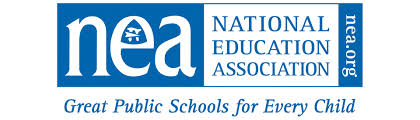 nea
NATIONAL
EDUCATION
ASSOCIATION
nea.org
Great Public Schools for Every Child